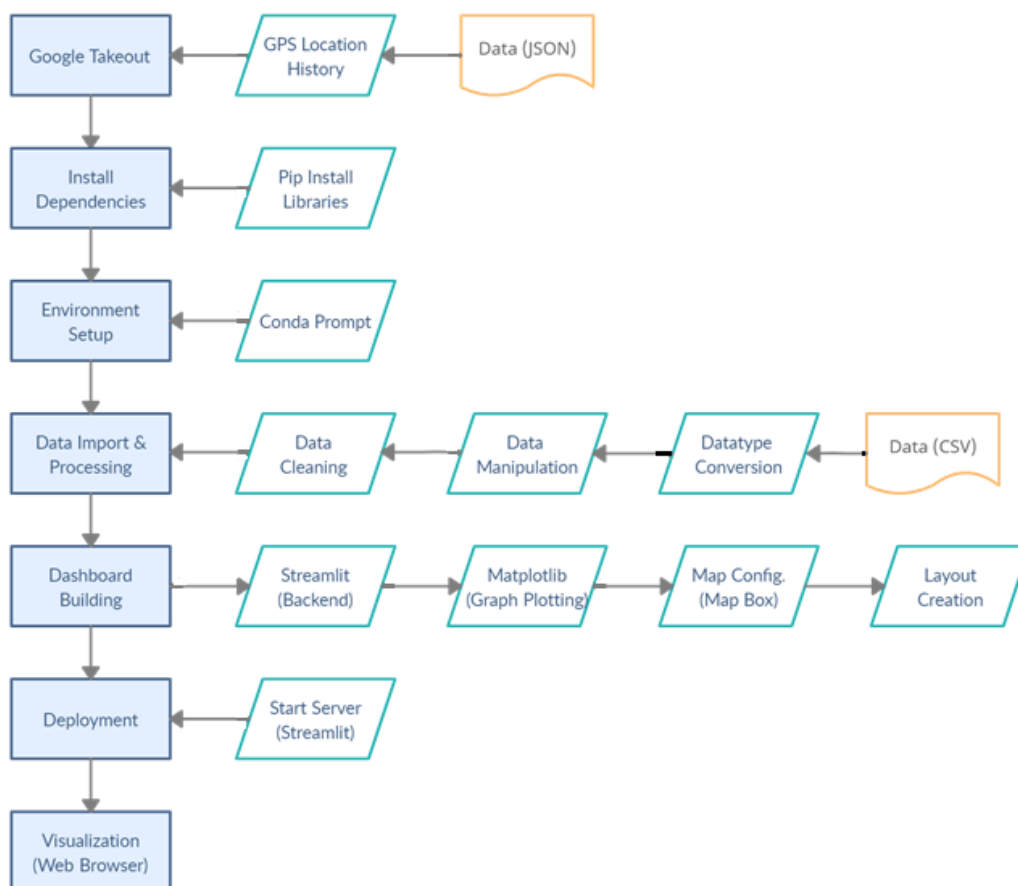 Google Takeout
GPS Location
History
Data (JSON)
Install
Dependencies
Pip Install
Libraries
Environment
Setup
Conda Prompt
Data Import &
Processing
Data
Cleaning
Data
Manipulation
Datatype
Conversion
Data (CSV)
Dashboard
Building
Streamlit
(Backend)
Matplotlib
(Graph Plotting)
Map Config.
(Map Box)
Layout
Creation
Deployment
Start Server
(Streamlit)
Visualization
(Web Browser)